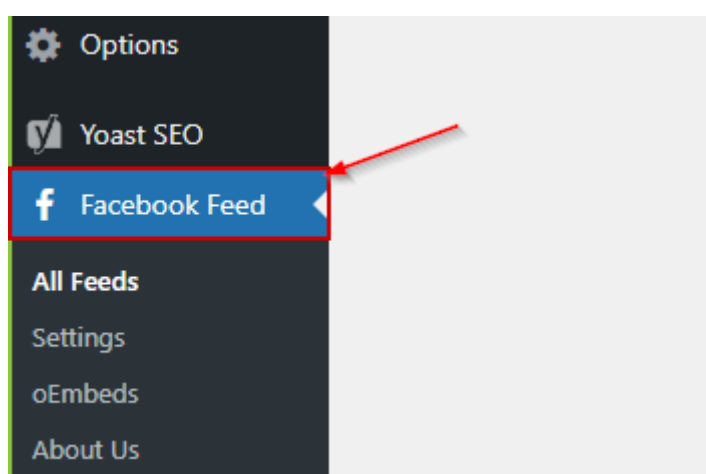 Options
Yoast SEO
Facebook Feed
All Feeds
Settings
oEmbeds
About Us